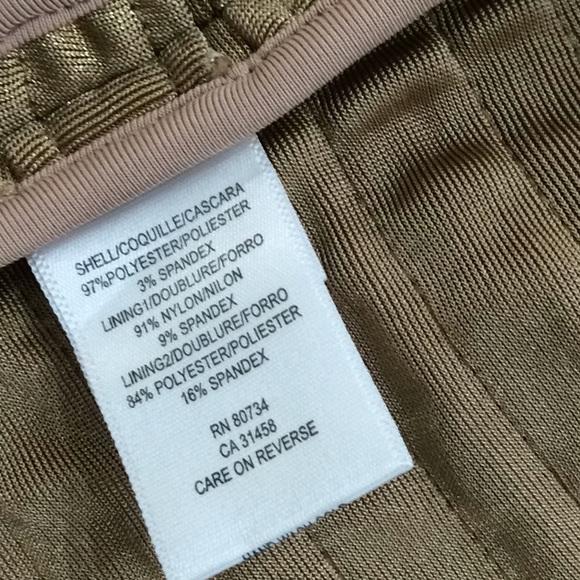 SHELL/COQUILLE/CASCARA
97%POLYESTER/POLIESTER
3% SPANDEX
LINING1/DOUBLURE/FORRO
91% NYLON/NILON
9% SPANDEX
LINING2/DOUBLURE/FORRO
84% POLYESTER/POLIESTER
16% SPANDEX
RN 80734
CA 31458
CARE ON REVERSE